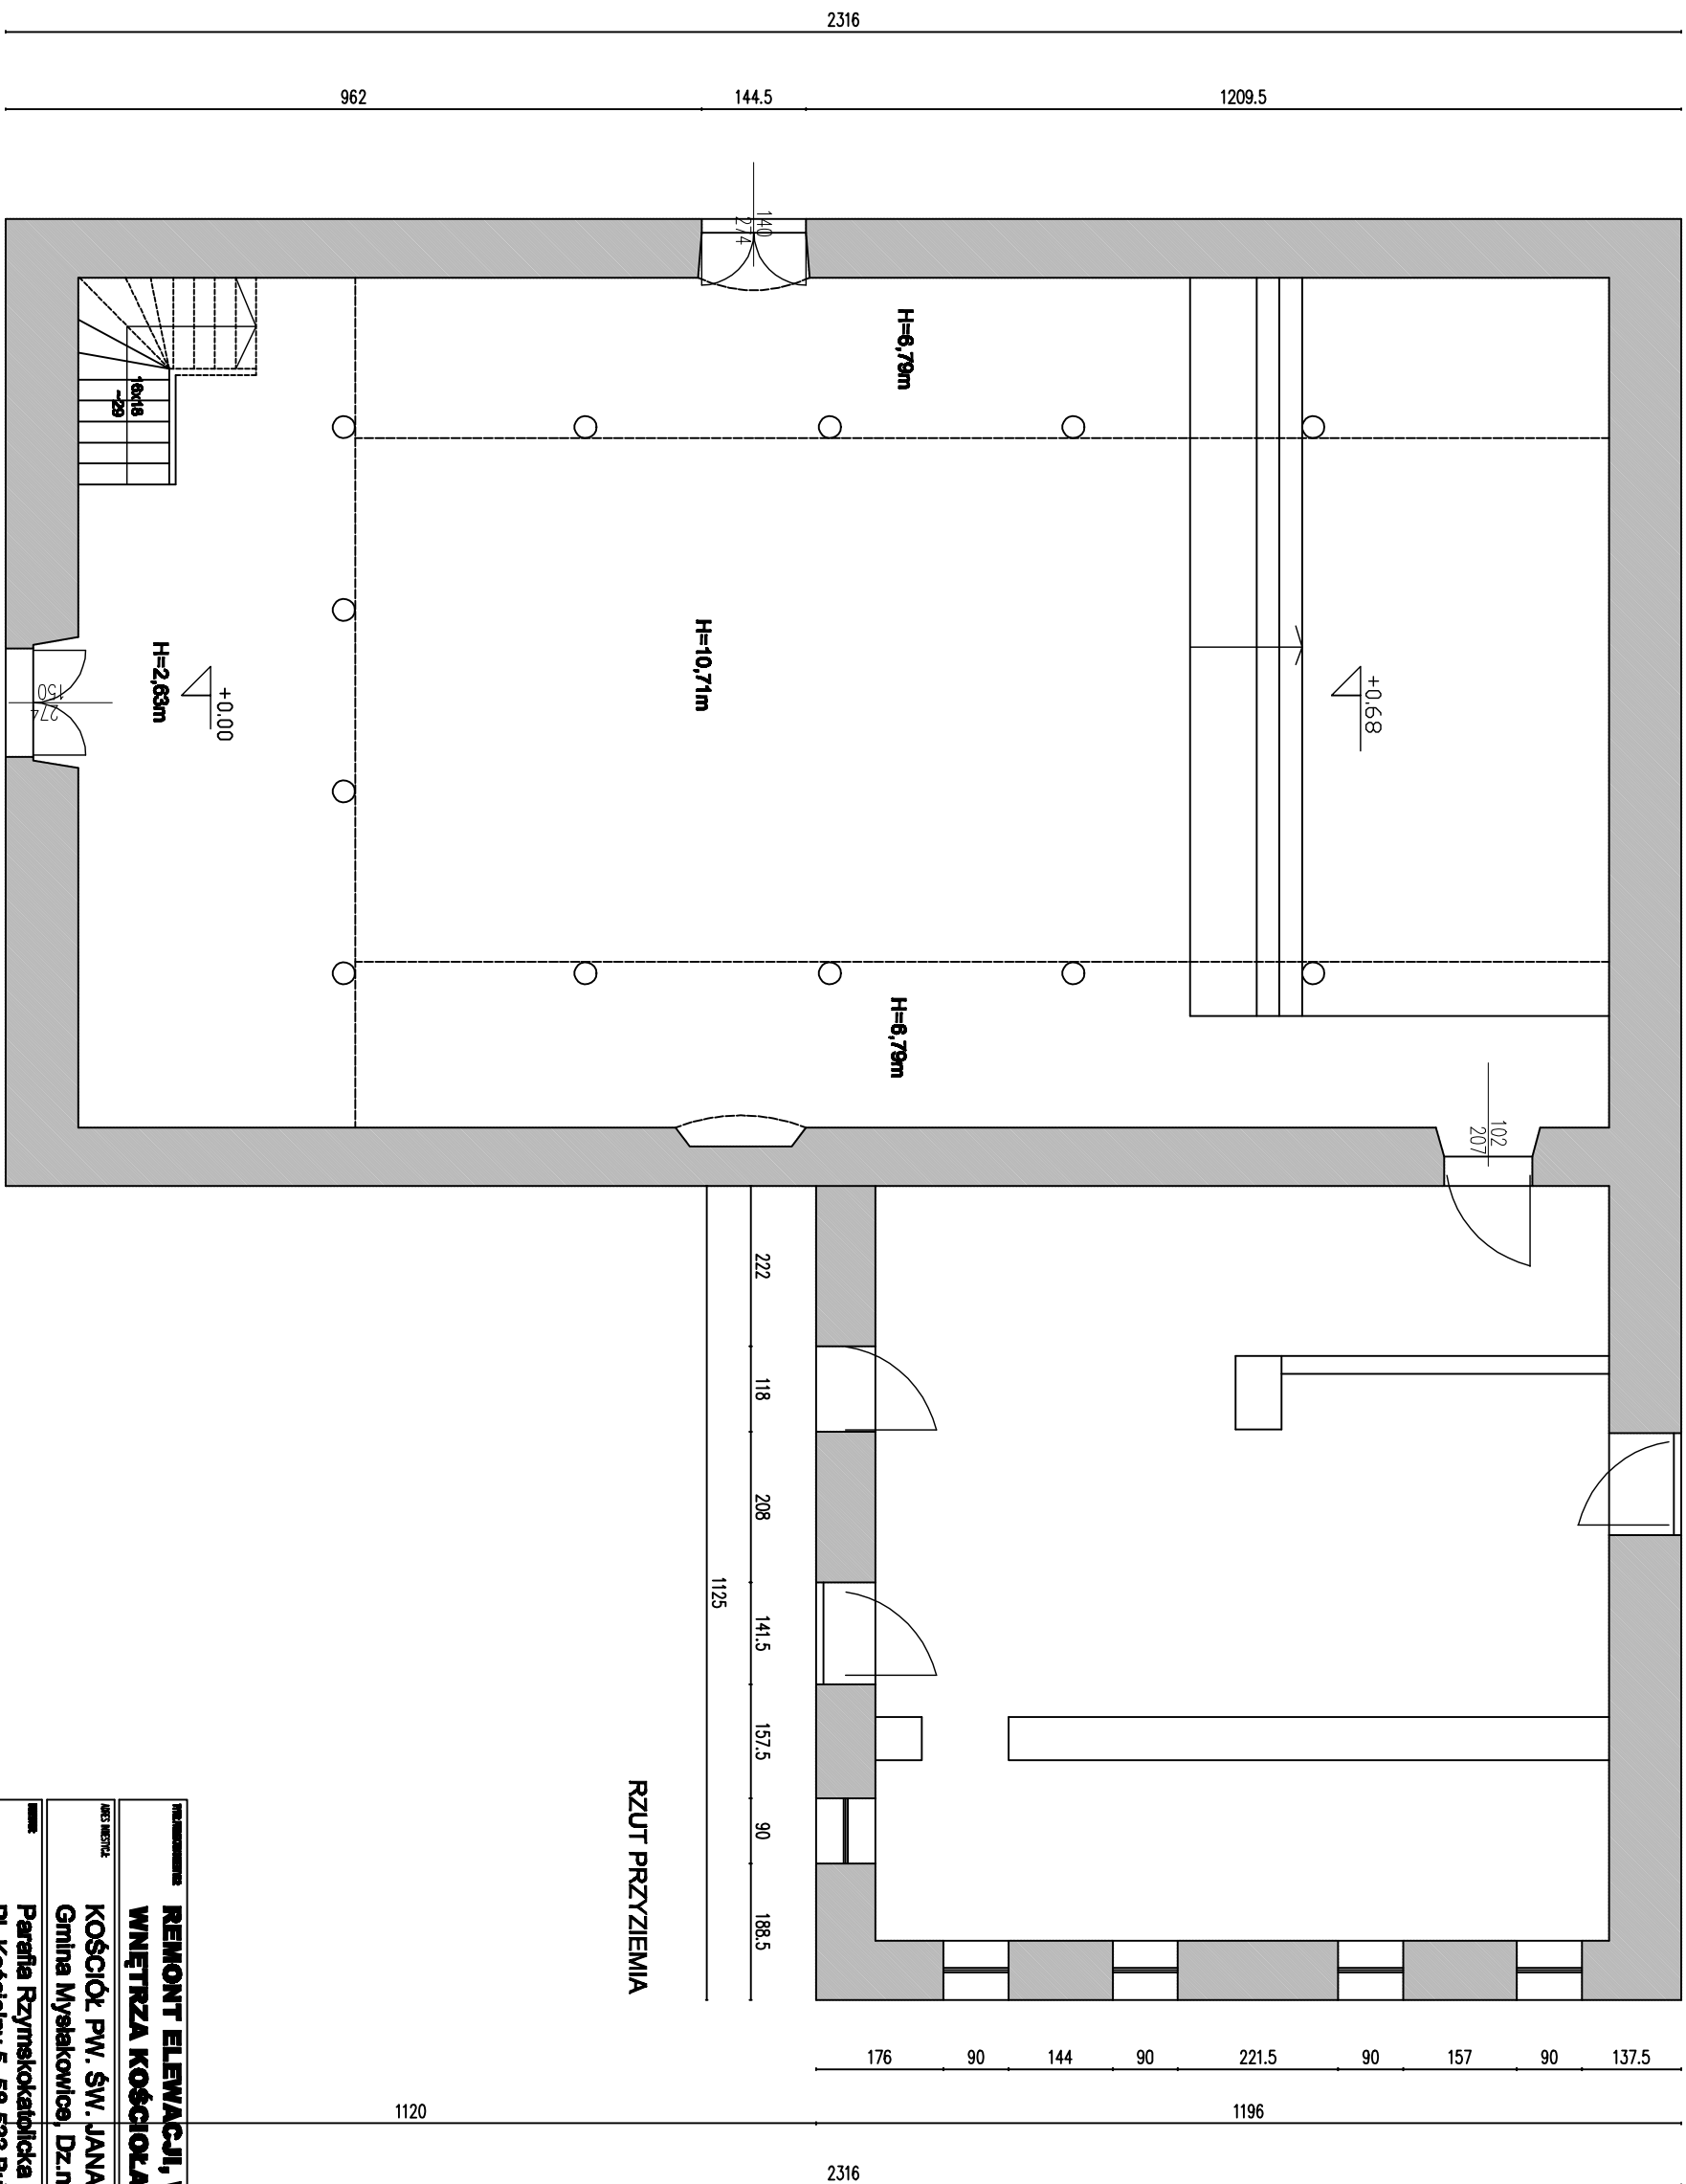 2316
962
144.5
1209.5
140
274
H=6,79m
16x18
~29
H=10,71m
+0.68
H=2,63m
+0.00
150
274
H=6,79m
102
207
222
118
208
141.5
157.5
90
188.5
1125
RZUT PRZYZIEMIA
176
90
144
90
221.5
90
157
90
137.5
1120
1196
2316
REMONT ELEWACJI,
WNĘTRZA KOŚCIOŁA
ADRES INWESTYCJI:
KOŚCIÓŁ PW. ŚW. JANA
Gmina Mysłakowice, Dz.n
Parafia Rzymskokatolicka